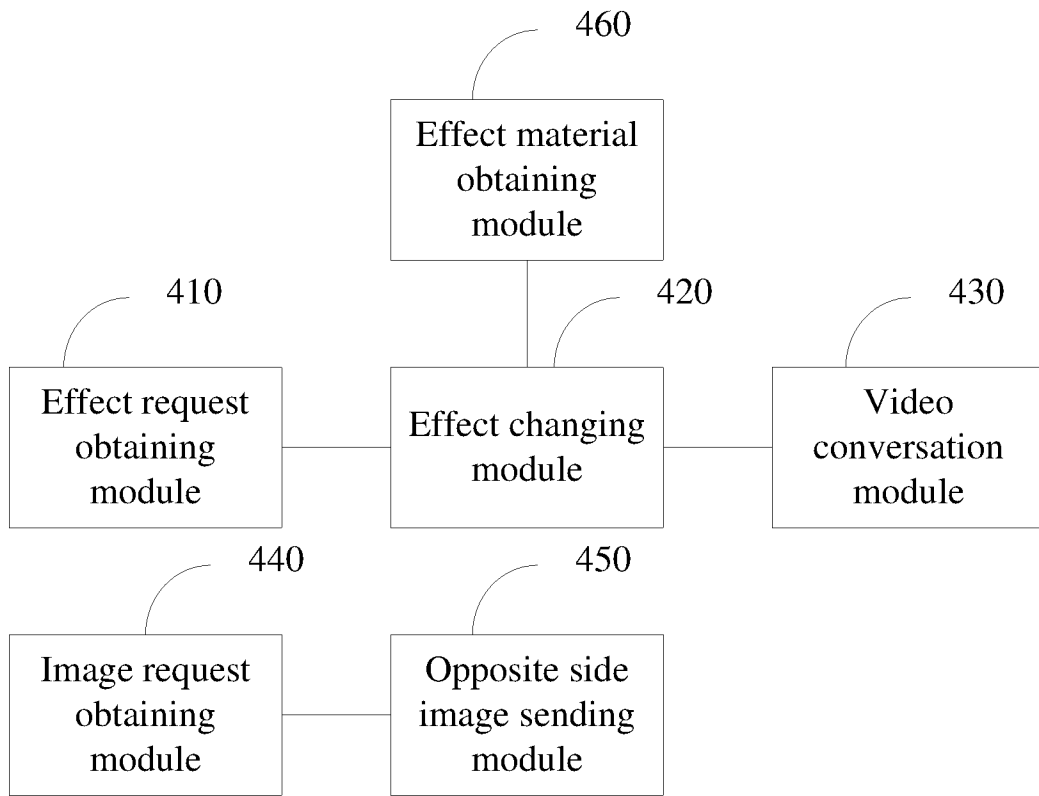 460
Effect material
obtaining
module
410
420
430
Effect request
obtaining
module
Effect changing
module
Video
conversation
module
440
450
Image request
obtaining
module
Opposite side
image sending
module